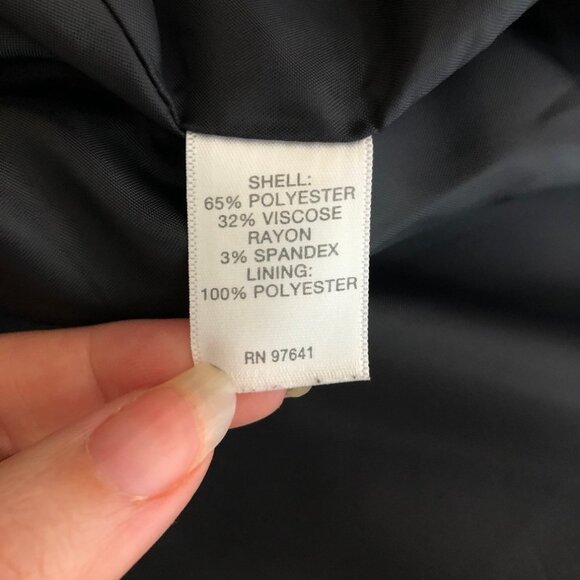 SHELL:
65% POLYESTER
32% VISCOSE
RAYON
3% SPANDEX
LINING:
100% POLYESTER
RN 97641